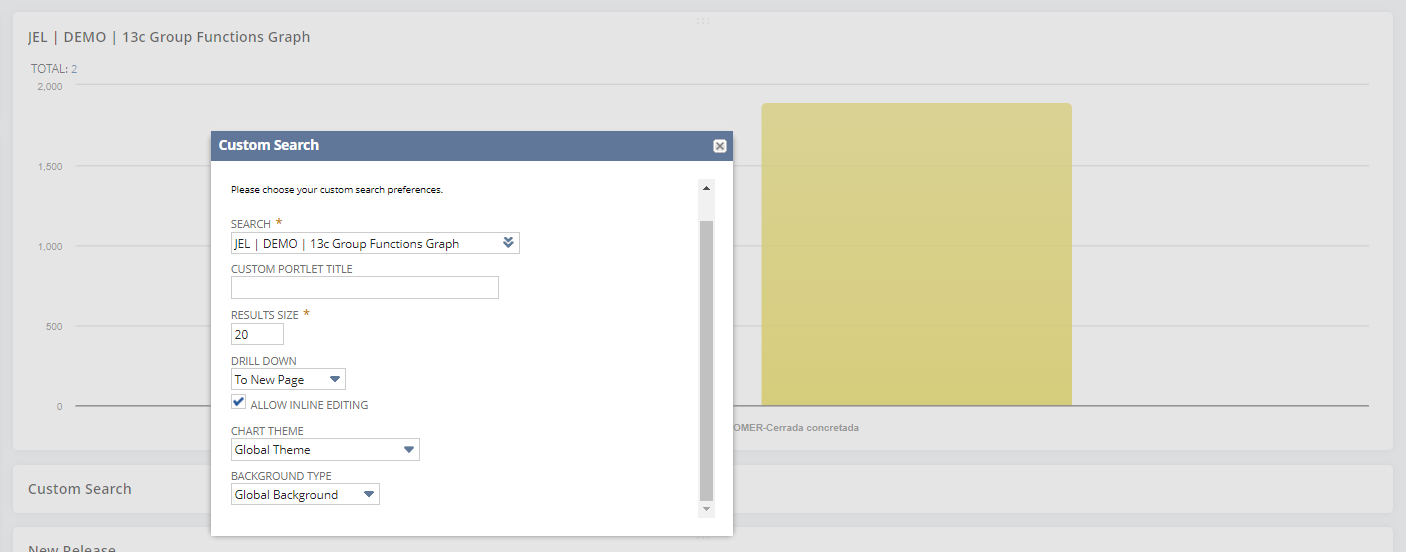 JEL | DEMO | 13c Group Functions Graph
TOTAL: 2
2,000
1,500
1,000
500
0
OMER-Cerrada concretada
Custom Search
Please choose your custom search preferences.
SEARCH *
JEL | DEMO | 13c Group Functions Graph
CUSTOM PORTLET TITLE
RESULTS SIZE *
20
DRILL DOWN
To New Page
ALLOW INLINE EDITING
CHART THEME
Global Theme
BACKGROUND TYPE
Global Background
Custom Search
New Release